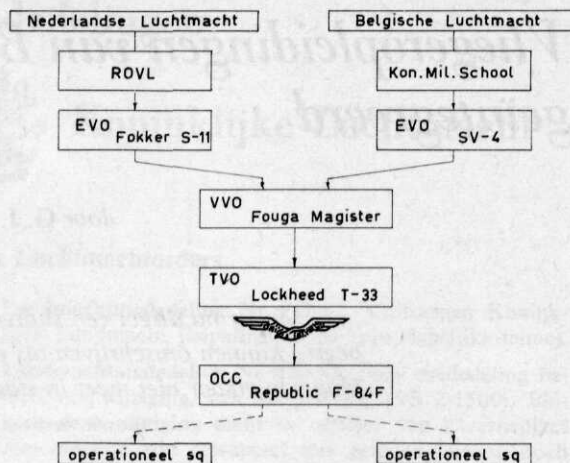 Nederlandse Luchtmacht
Belgische Luchtmacht
ROVL
Kon.Mil.School
EVO
Fokker S-11
EVO
SV-4
VVO
Fouga Magister
TVO
Lockheed T-33
OCC
Republic F-84F
operationeel sq
operationeel sq